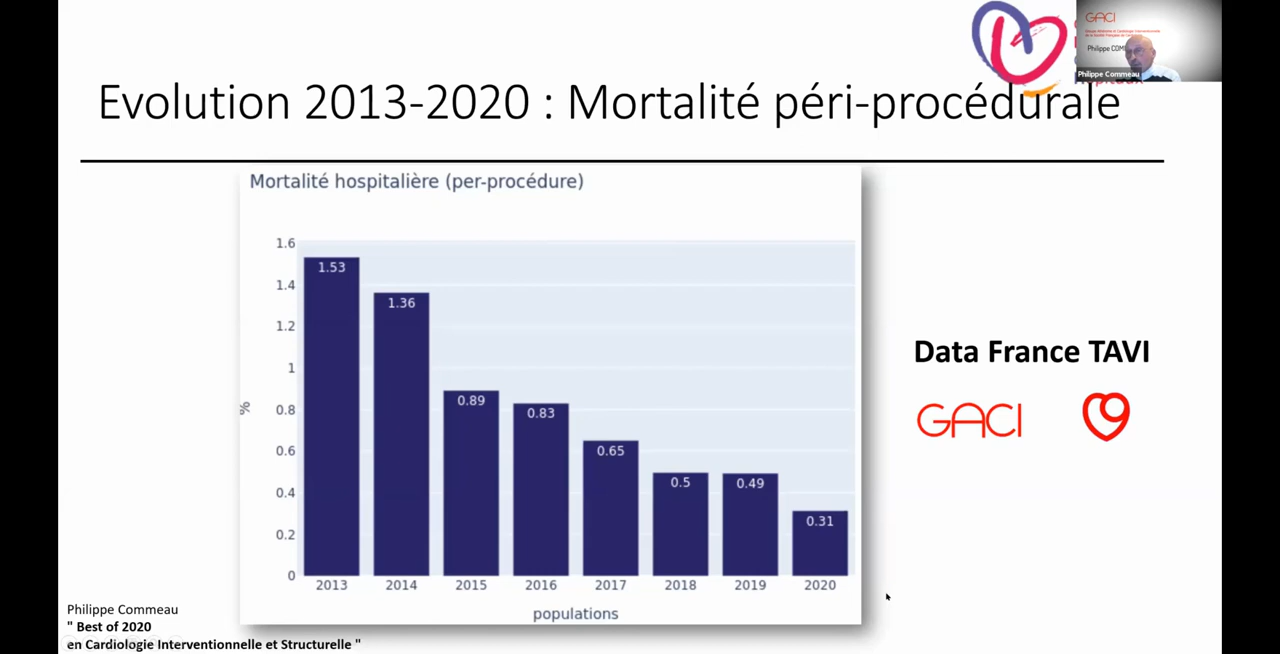 GACI
Philippe COM
Philippe Commeau
Evolution 2013-2020 : Mortalité péri-procédurale
Mortalité hospitalière (per-procédure)
1.6
1.4
1.2
1
0.8
0.6
0.4
0.2
0
%
1.53
1.36
0.89
0.83
0.65
0.5
0.49
0.31
2013 2014 2015 2016 2017 2018 2019 2020
populations
Data France TAVI
GACI
Philippe Commeau
" Best of 2020
en Cardiologie Interventionnelle et Structurelle "